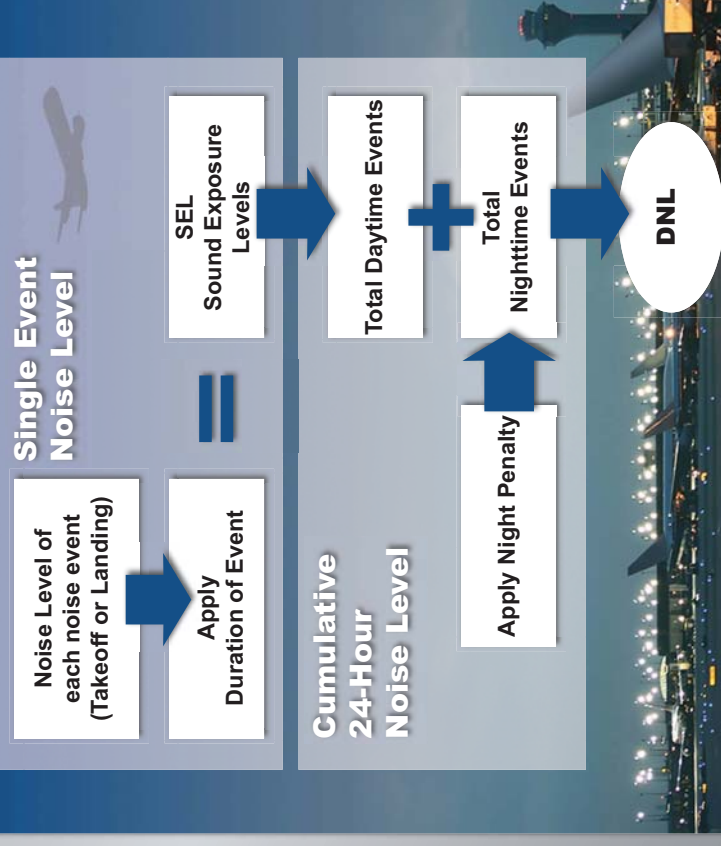 Single Event
Noise Level
Noise Level of
each noise event
(Takeoff or Landing)
Apply
Duration of Event
=
SEL
Sound Exposure
Levels
Cumulative
24-Hour
Noise Level
Total Daytime Events
+
Apply Night Penalty
Total
Nighttime Events
DNL